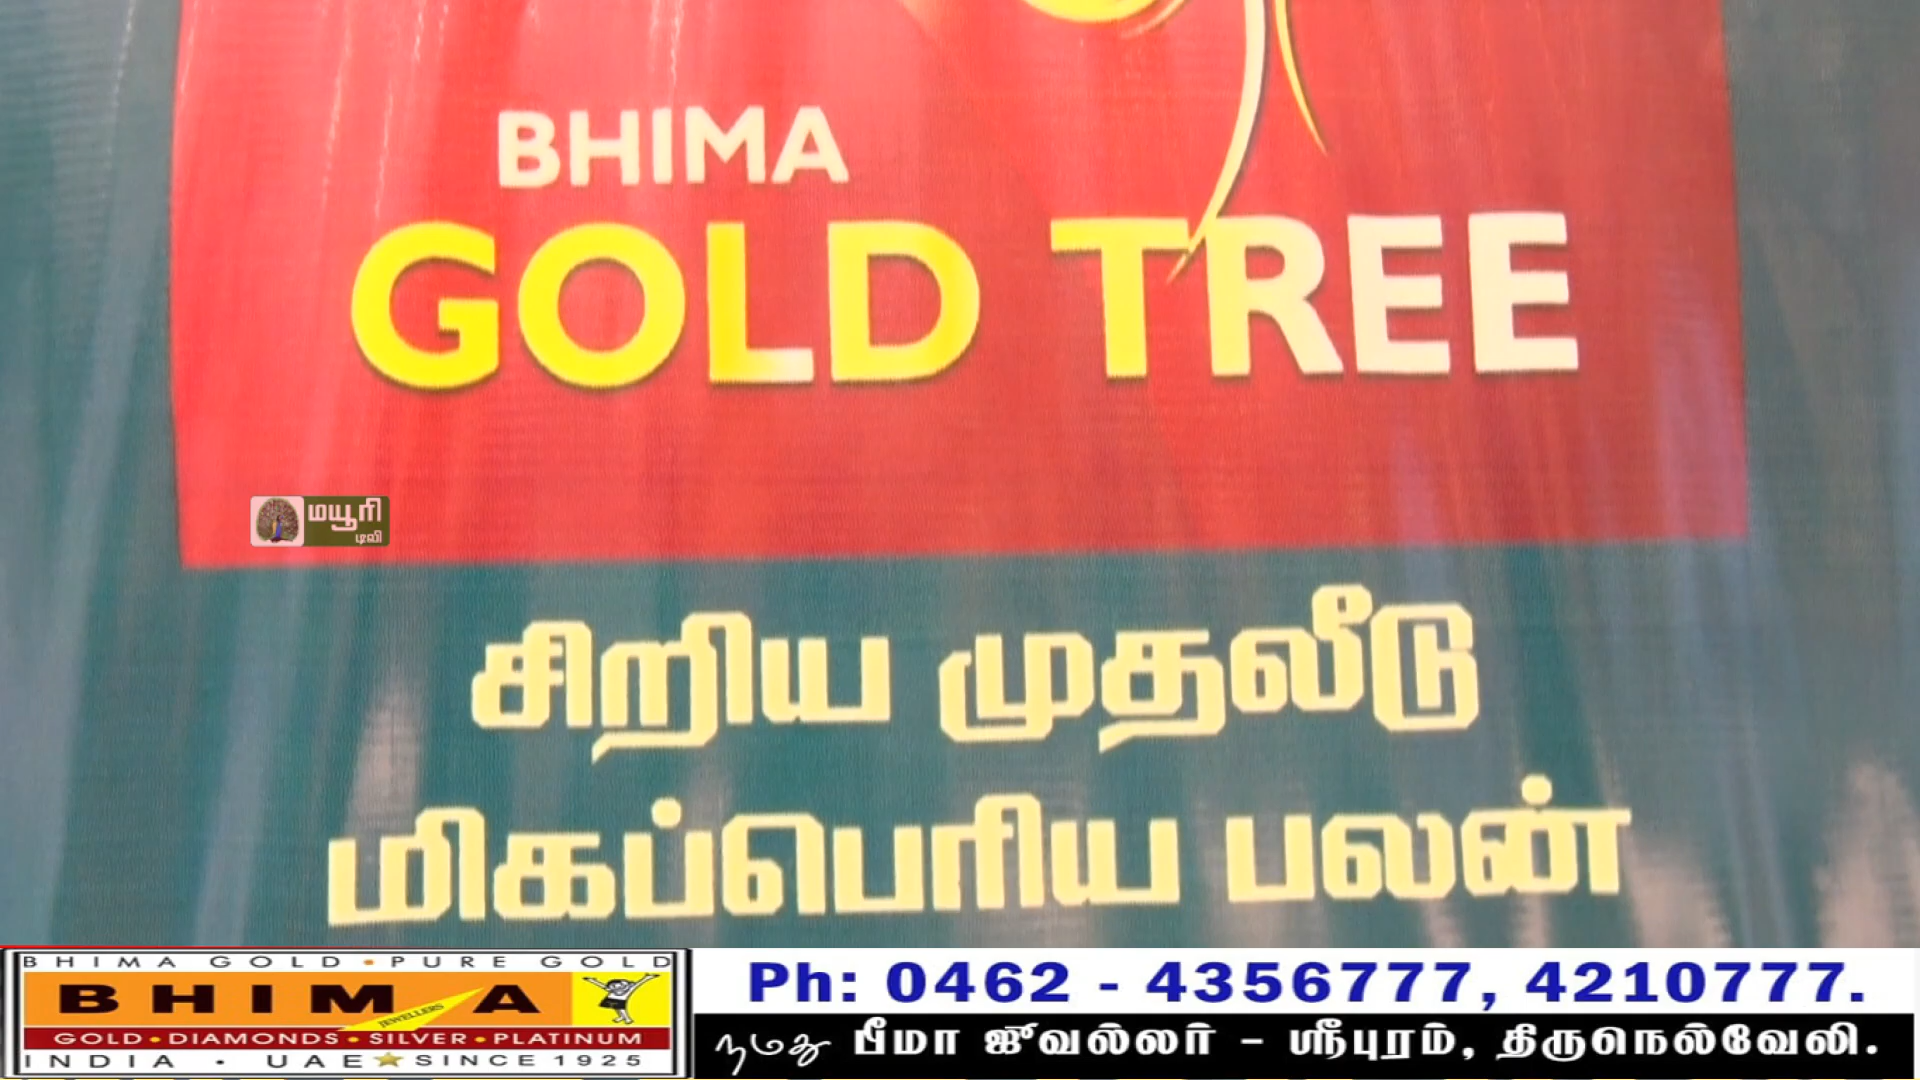 BHIMA
GOLD TREE
மயூரி
டிவி
சிறிய முதலீடு
மிகப்பெரிய பலன்
BHIMA GOLD • PURE GOLD
BHIMA
JEWELLERS
GOLD • DIAMONDS • SILVER • PLATINUM
INDIA • UAE ★ SINCE 1925
Ph: 0462 - 4356777, 4210777.
நமது பீமா ஜுவல்லர் - ஸ்ரீபுரம், திருநெல்வேலி.